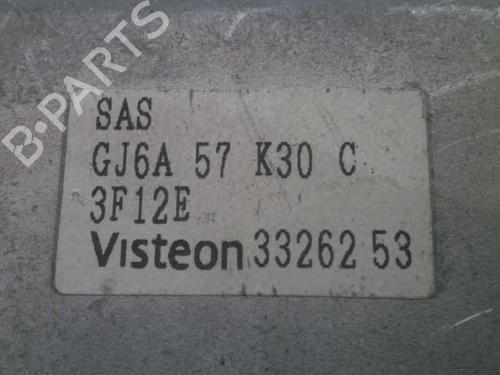 B-PARTS
SAS
GJ6A 57 K30 C
3F12E
Visteon 33262 53